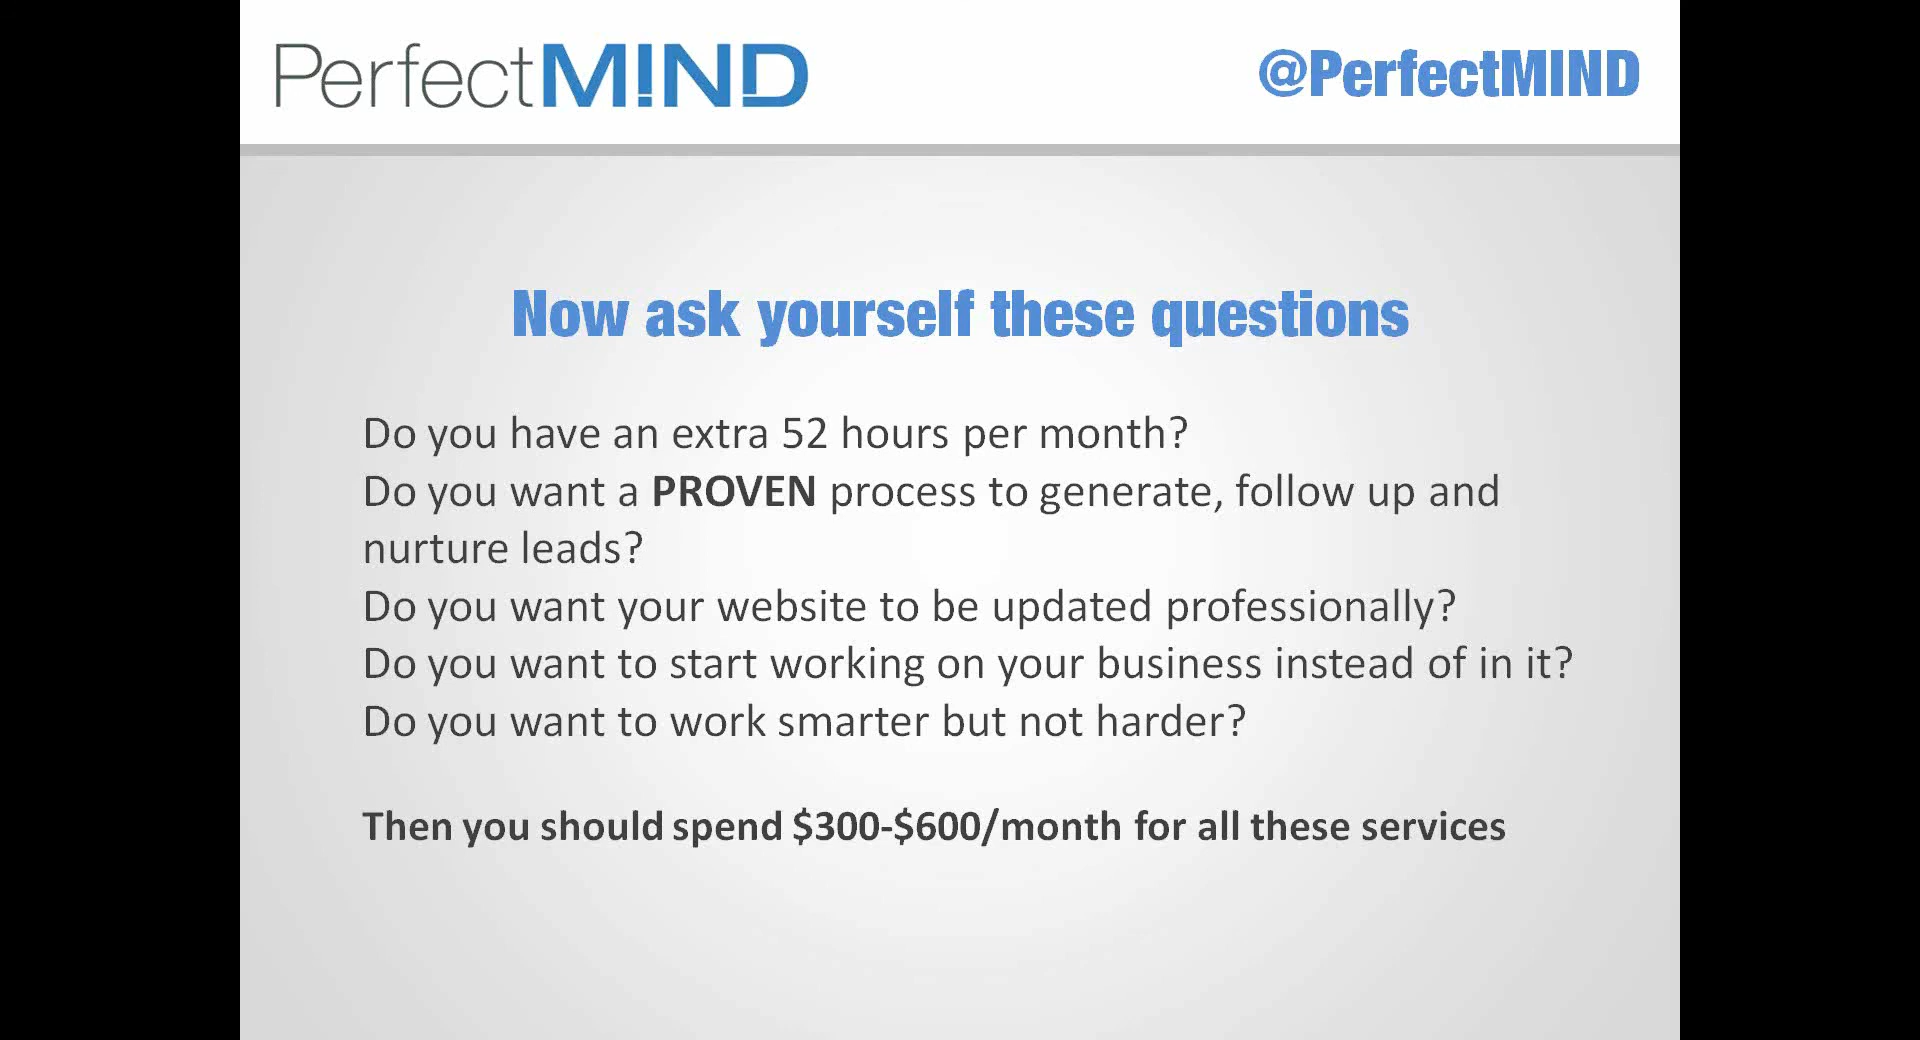 PerfectMIND
@PerfectMIND
Now ask yourself these questions
Do you have an extra 52 hours per month?
Do you want a PROVEN process to generate, follow up and
nurture leads?
Do you want your website to be updated professionally?
Do you want to start working on your business instead of in it?
Do you want to work smarter but not harder?
Then you should spend $300-$600/month for all these services